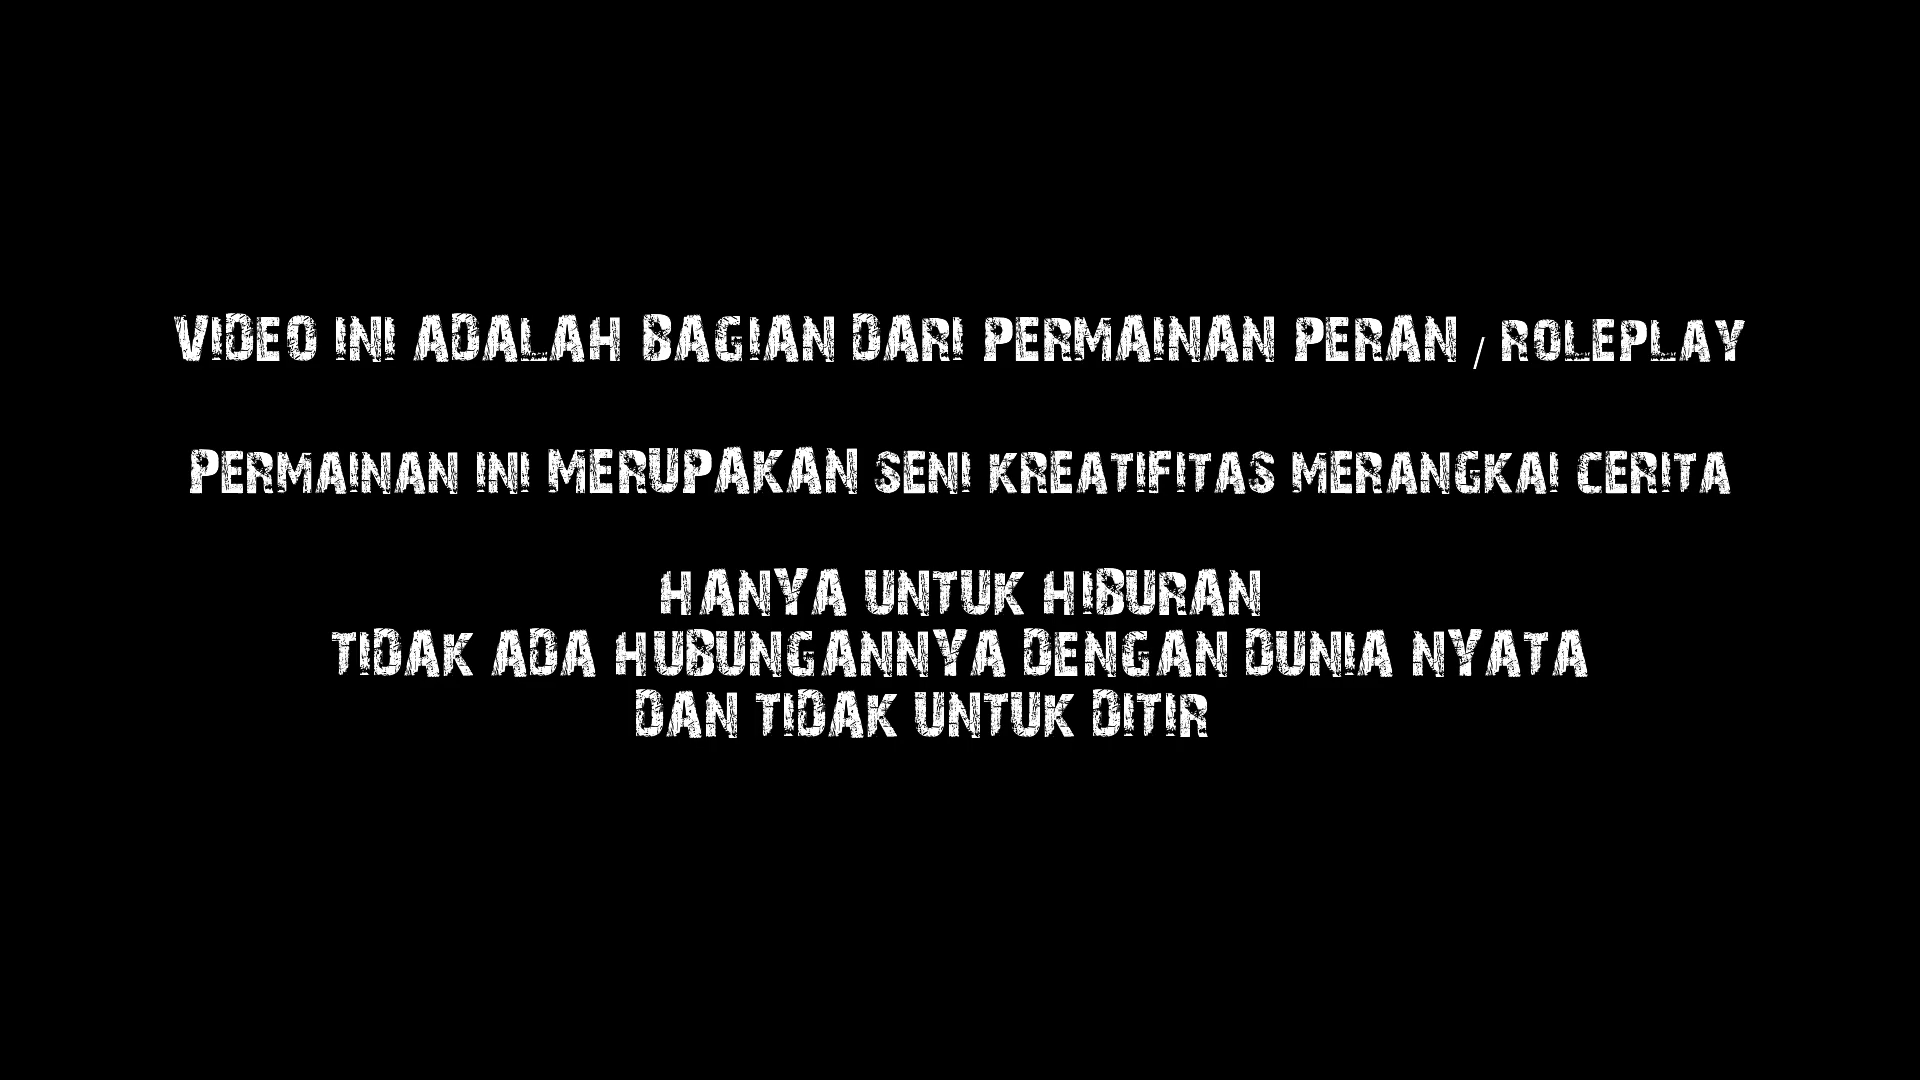 VIDEO INI ADALAH BAGIAN DARI PERMAINAN PERAN / ROLEPLAY
PERMAINAN INI MERUPAKAN SENI KREATIFITAS MERANGKAI CERITA
HANYA UNTUK HIBURAN
TIDAK ADA HUBUNGANNYA DENGAN DUNIA NYATA
DAN TIDAK UNTUK DITIR